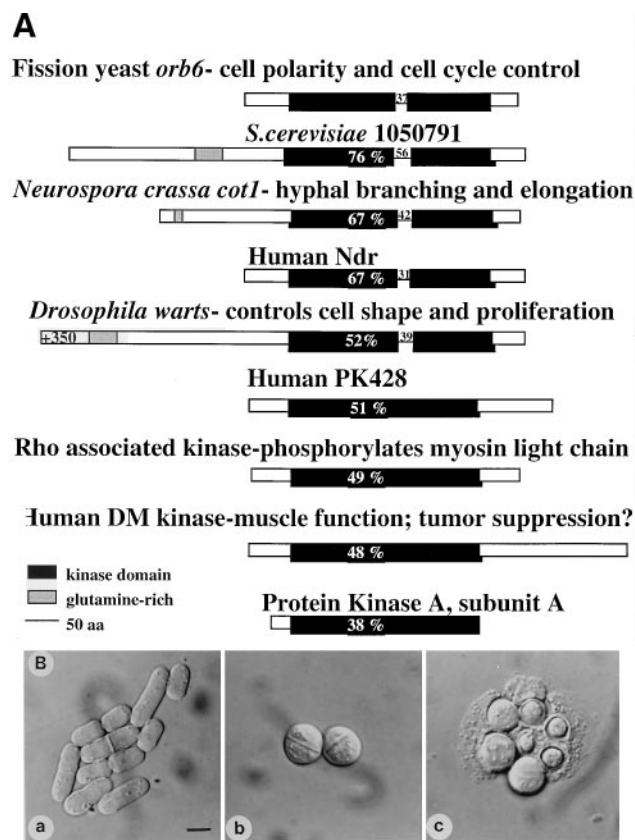 A
Fission yeast orb6- cell polarity and cell cycle control
37
S.cerevisiae 1050791
76 % 56
Neurospora crassa cot1- hyphal branching and elongation
67 % 42
Human Ndr
67 % 31
Drosophila warts- controls cell shape and proliferation
+350 52% 39
Human PK428
51 %
Rho associated kinase-phosphorylates myosin light chain
49 %
Human DM kinase-muscle function; tumor suppression?
48 %
kinase domain
glutamine-rich
50 aa
Protein Kinase A, subunit A
38 %
B
a
b
c